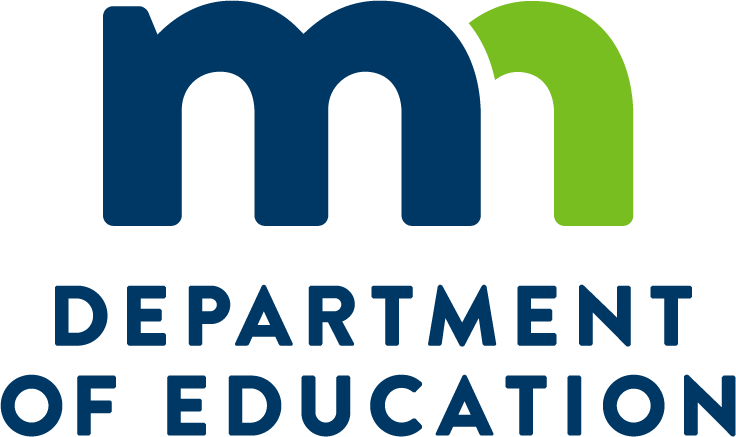 mn
DEPARTMENT
OF EDUCATION